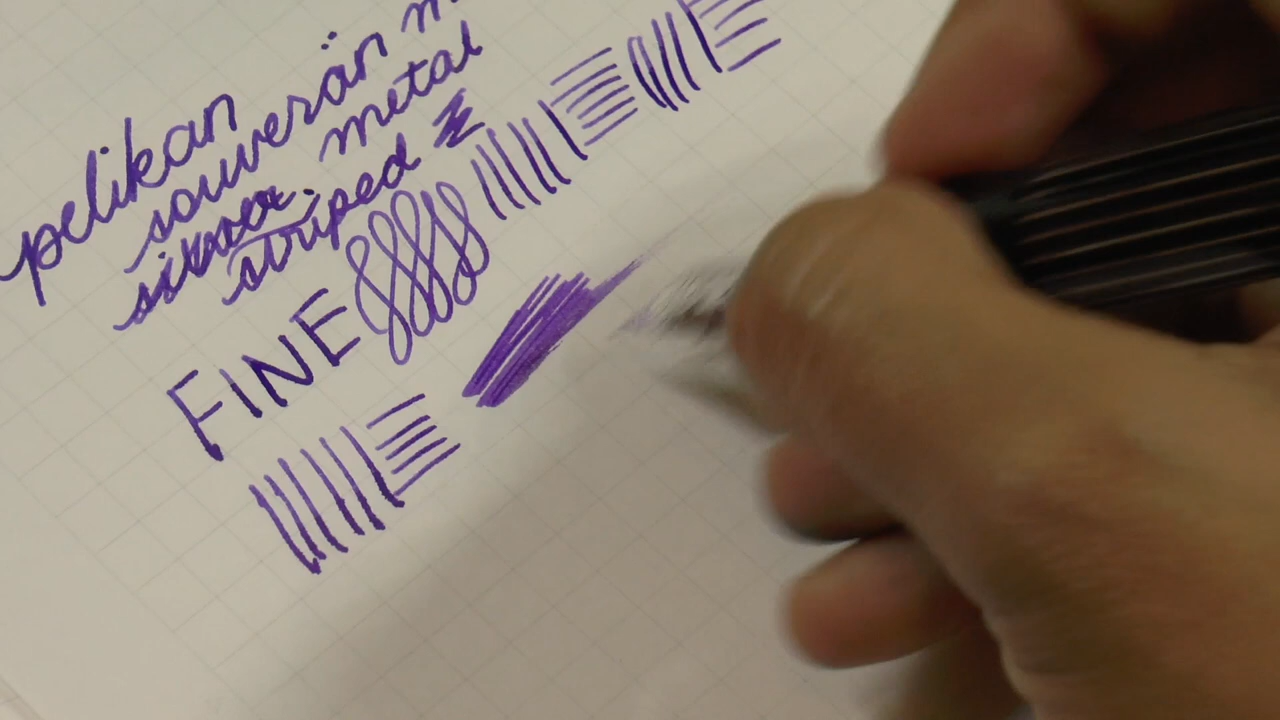 pelikan
souverän m
metal
striped
FINE